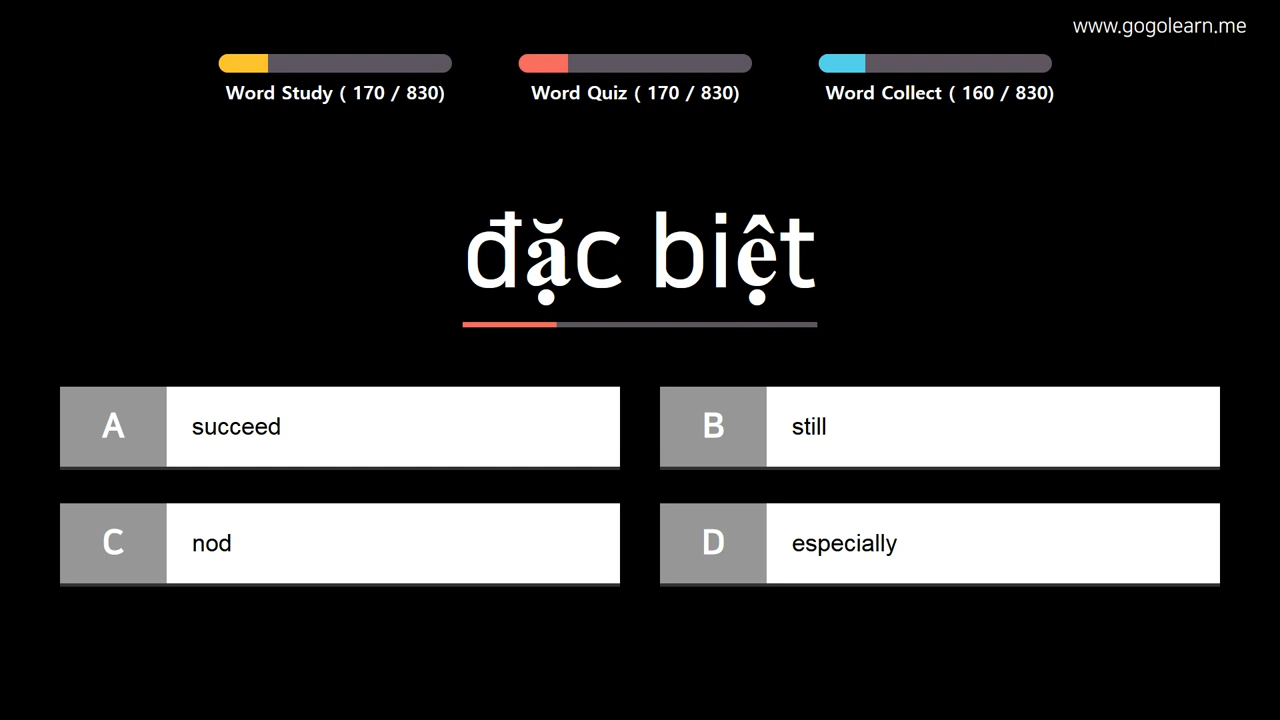 www.gogolearn.me
Word Study ( 170 / 830)
Word Quiz ( 170 / 830)
Word Collect ( 160 / 830)
đặc biệt
A succeed
B still
C nod
D especially